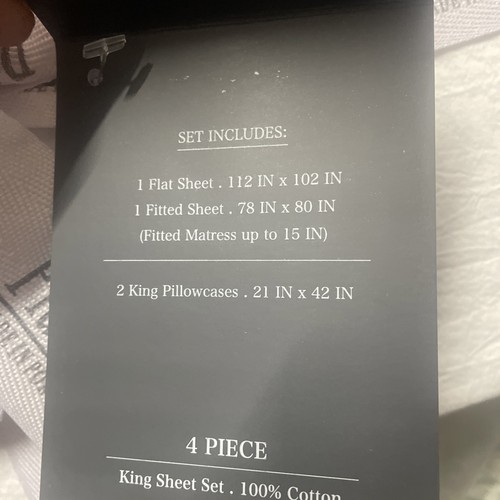 SET INCLUDES:
1 Flat Sheet . 112 IN x 102 IN
1 Fitted Sheet . 78 IN x 80 IN
(Fitted Matress up to 15 IN)
2 King Pillowcases . 21 IN x 42 IN
4 PIECE
King Sheet Set . 100% Cotton